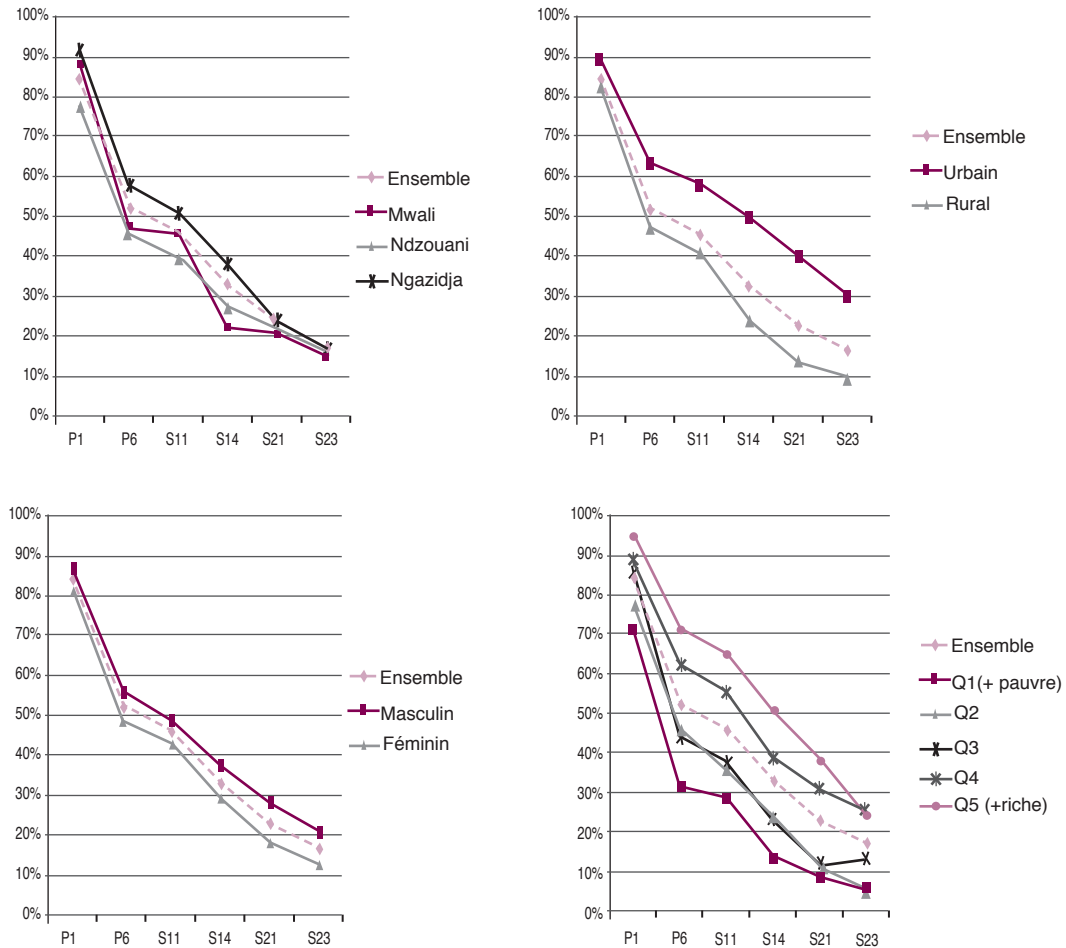 100%
90%
80%
70%
60%
50%
40%
30%
20%
10%
0%
P1 P6 S11 S14 S21 S23
Ensemble
Mwali
Ndzouani
Ngazidja
100%
90%
80%
70%
60%
50%
40%
30%
20%
10%
0%
P1 P6 S11 S14 S21 S23
Ensemble
Urbain
Rural
100%
90%
80%
70%
60%
50%
40%
30%
20%
10%
0%
P1 P6 S11 S14 S21 S23
Ensemble
Masculin
Féminin
100%
90%
80%
70%
60%
50%
40%
30%
20%
10%
0%
P1 P6 S11 S14 S21 S23
Ensemble
Q1(+ pauvre)
Q2
Q3
Q4
Q5 (+riche)